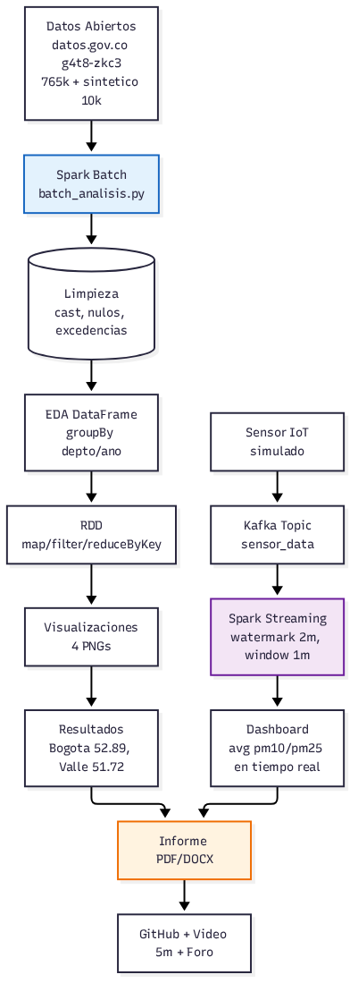 Datos Abiertos
datos.gov.co
g4t8-zkc3
765k + sintetico
10k
Spark Batch
batch_analisis.py
Limpieza
cast, nulos,
excedencias
EDA DataFrame
groupBy
depto/ano
RDD
map/filter/reduceByKey
Visualizaciones
4 PNGs
Resultados
Bogota 52.89,
Valle 51.72
Sensor IoT
simulado
Kafka Topic
sensor_data
Spark Streaming
watermark 2m,
window 1m
Dashboard
avg pm10/pm25
en tiempo real
Informe
PDF/DOCX
GitHub + Video
5m + Foro